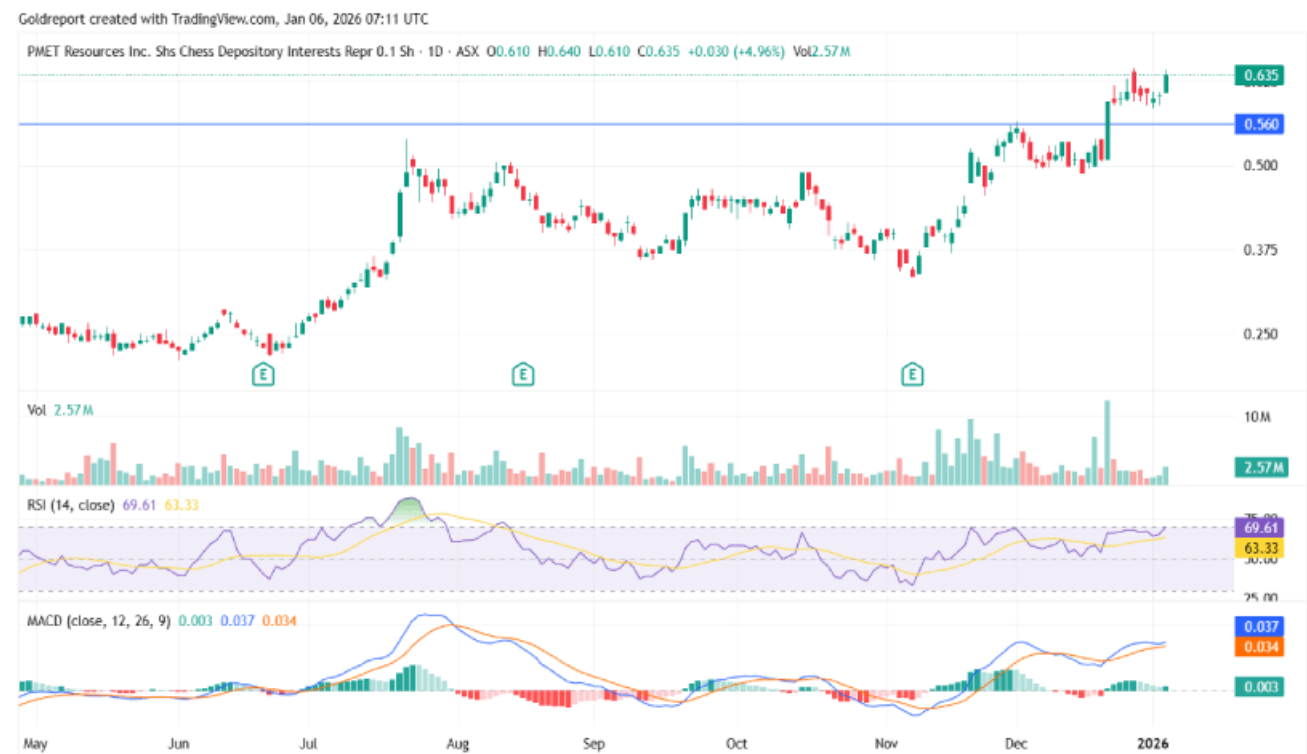 Goldreport created with TradingView.com, Jan 06, 2026 07:11 UTC
PMET Resources Inc. Shs Chess Depository Interests Repr 0.1 Sh · 1D · ASX O0.610 H0.640 L0.610 C0.635 +0.030 (+4.96%) Vol2.57M
0.635
0.560
0.500
0.375
0.250
E E E
Vol 2.57M
10M
2.57M
RSI (14, close) 69.61 63.33
75.00
69.61
63.33
50.00
25.00
MACD (close, 12, 26, 9) 0.003 0.037 0.034
0.037
0.034
0.003
May Jun Jul Aug Sep Oct Nov Dec 2026